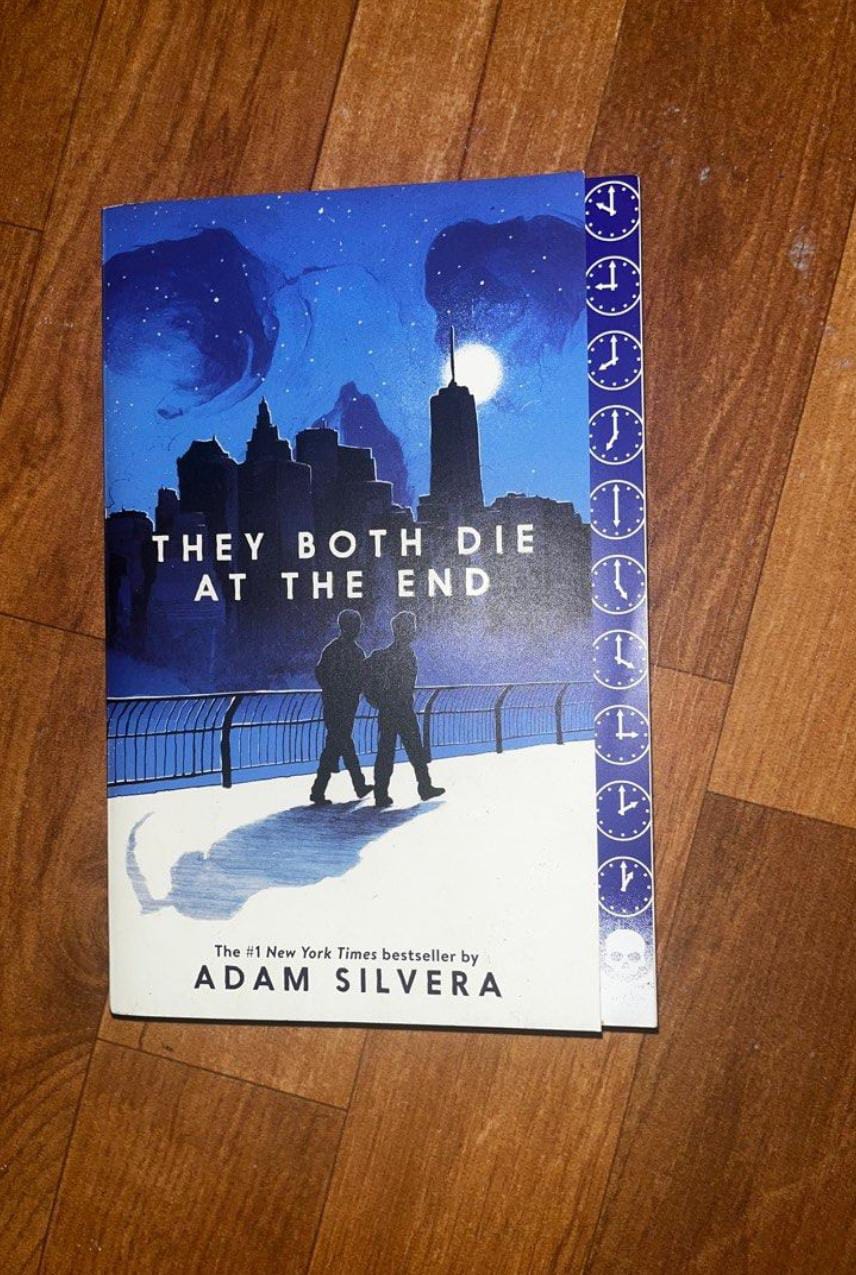 THEY BOTH DIE
AT THE END
The #1 New York Times bestseller by
ADAM SILVERA